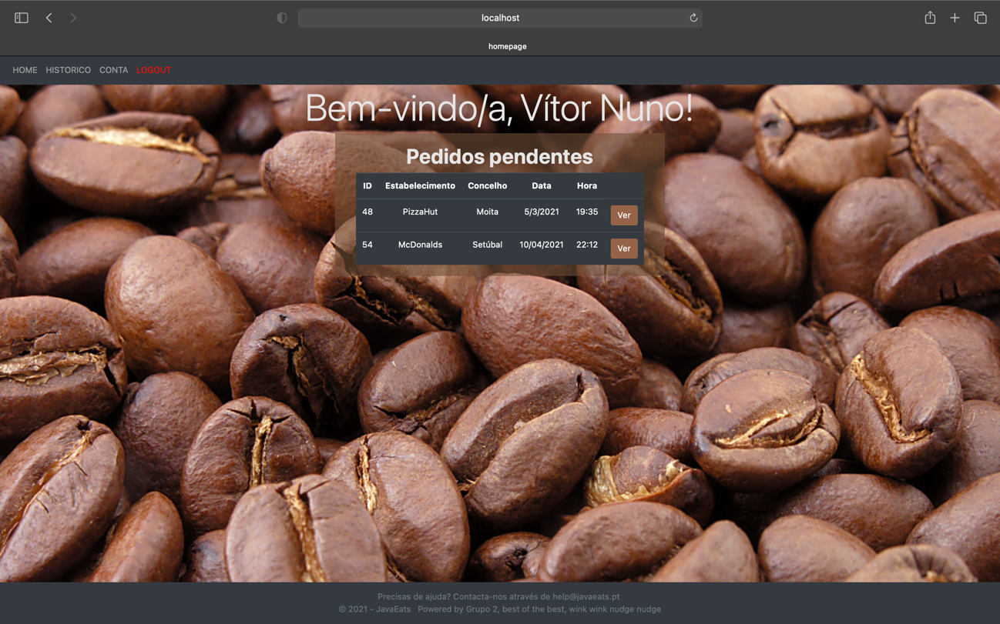 localhost
homepage
HOME HISTORICO CONTA LOGOUT
Bem-vindo/a, Vítor Nuno!
Pedidos pendentes
ID Estabelecimento Concelho Data Hora
48 PizzaHut Moita 5/3/2021 19:35 Ver
54 McDonalds Setúbal 10/04/2021 22:12 Ver
Precisas de ajuda? Contacta-nos através de help@javaeats.pt
© 2021 - JavaEats Powered by Grupo 2, best of the best, wink wink nudge nudge